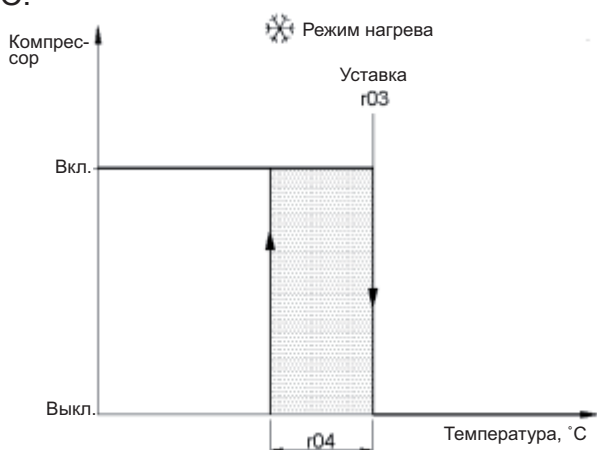 С.
Режим нагрева
Компрес-
сор
Уставка
r03
Вкл.
Выкл.
Температура, ˚С
r04